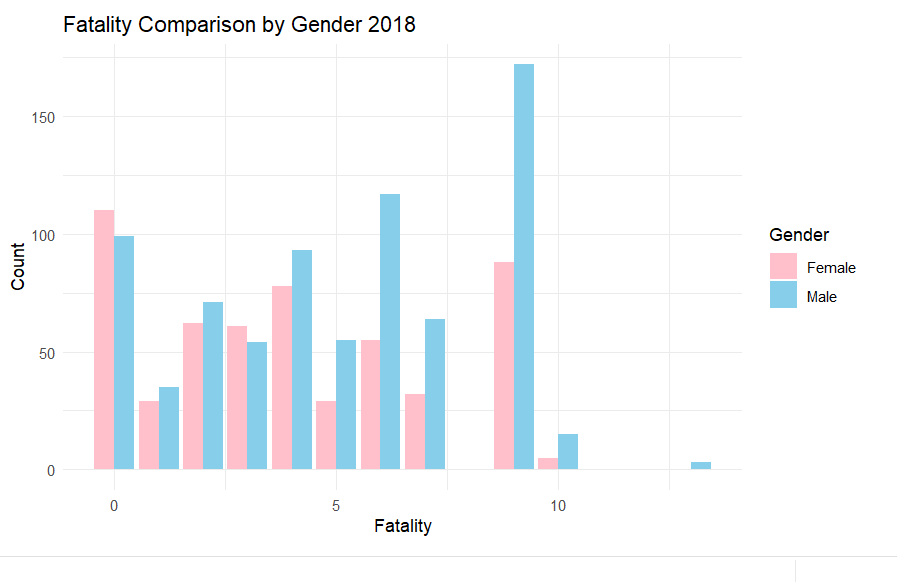 Fatality Comparison by Gender 2018
150
100
50
0
Count
0 5 10
Fatality
Gender
Female
Male